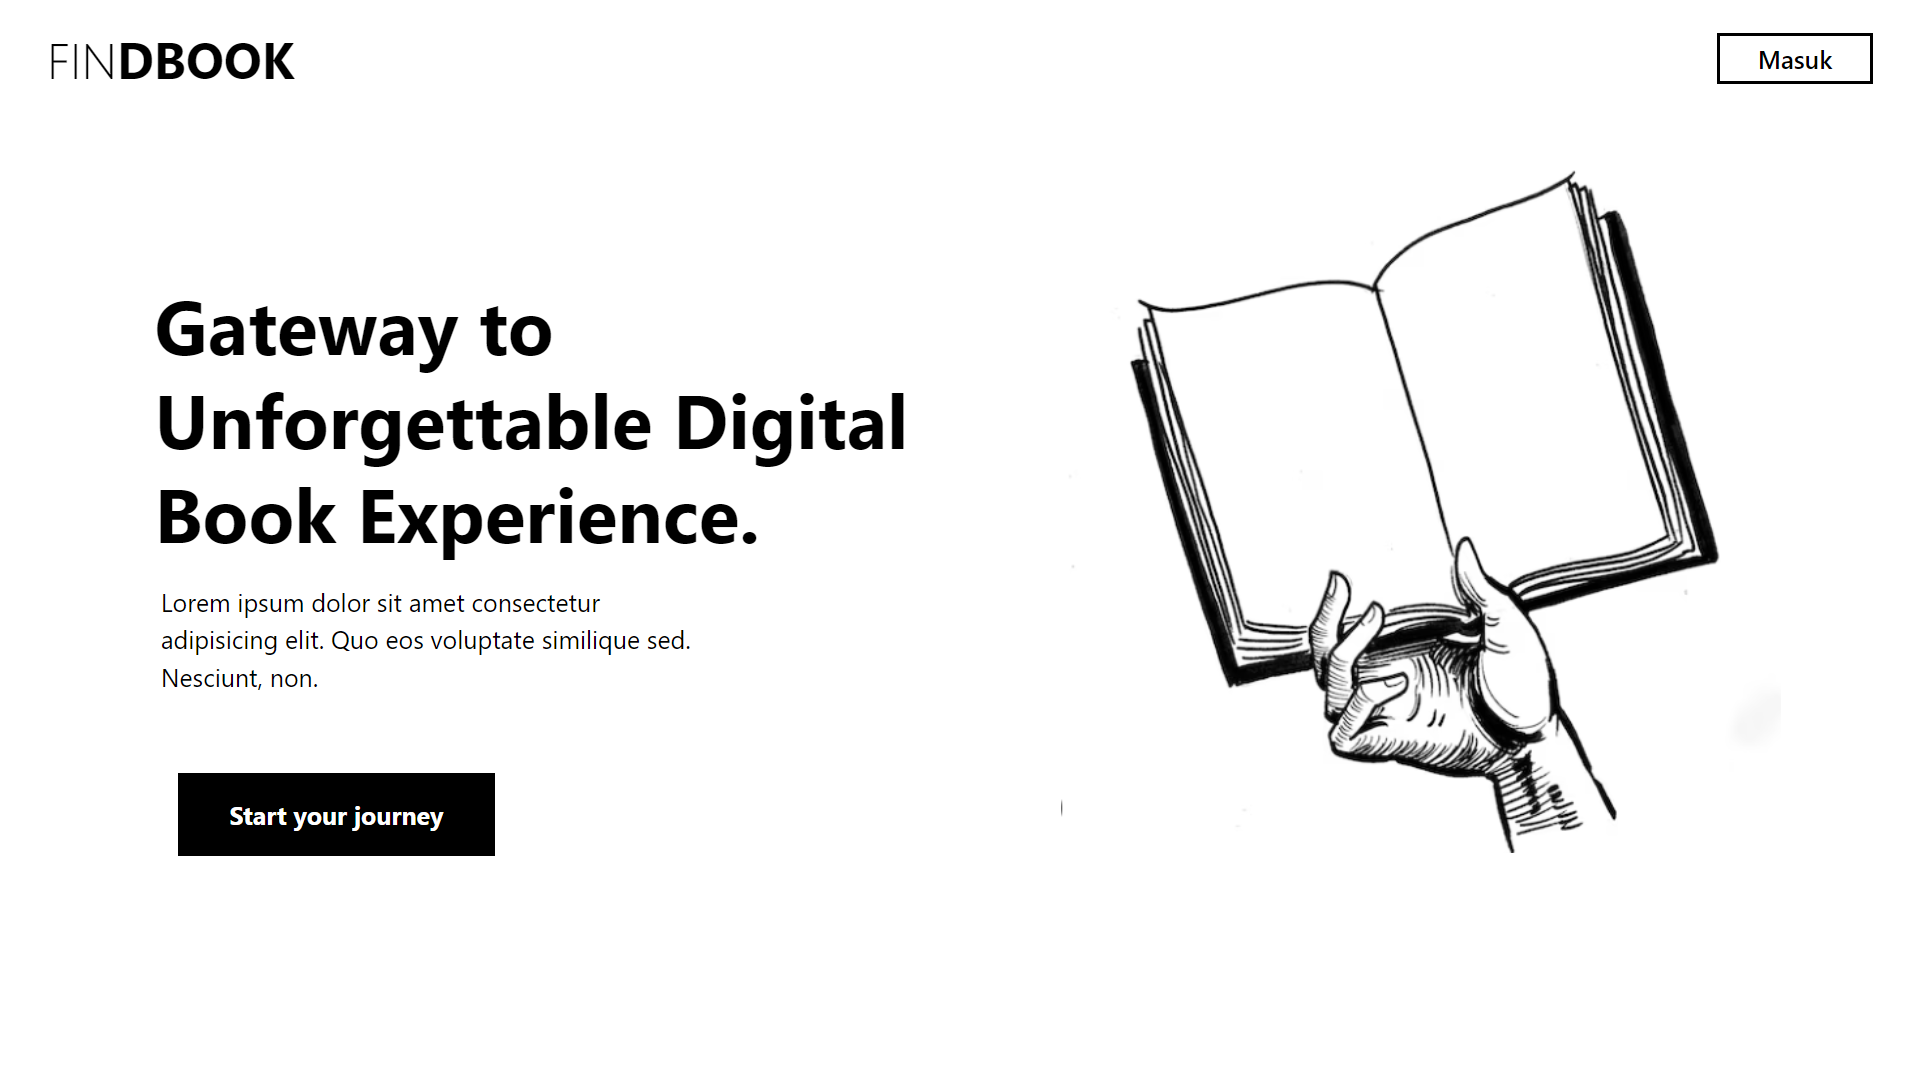 FINDBOOK
Masuk
Gateway to
Unforgettable Digital
Book Experience.
Lorem ipsum dolor sit amet consectetur
adipisicing elit. Quo eos voluptate similique sed.
Nesciunt, non.
Start your journey